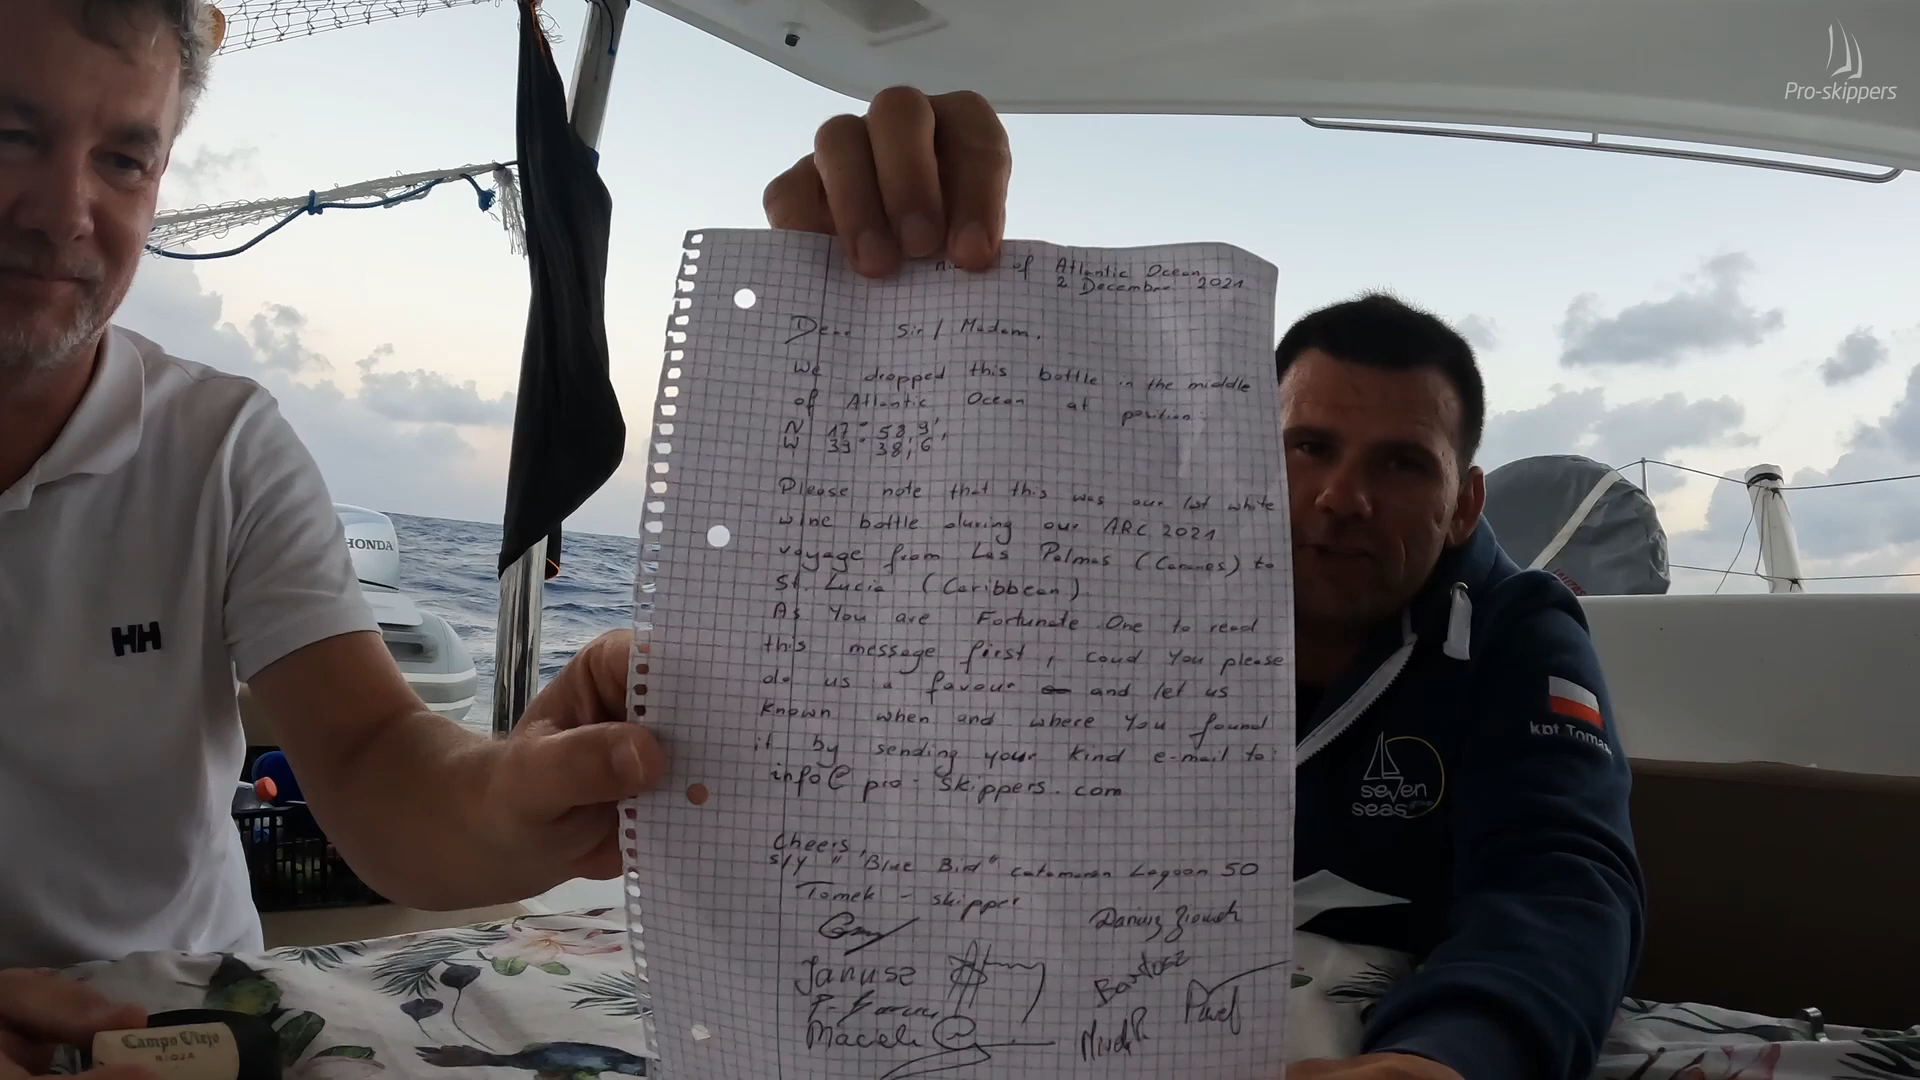 Pro-skippers
of Atlantic Ocean
2 December 2021
Dear Sir / Madam,
We dropped this bottle in the middle
of Atlantic Ocean at position:
N 17° 58,9'
W 39° 38,6'
Please note that this was our last white
wine bottle during our ARC 2021
voyage from Las Palmas (Canaries) to
St. Lucia (Caribbean).
As You are Fortunate One to read
this message first, coud You please
do us a favour and let us
known when and where You found
it by sending your kind e-mail to:
info@pro-skippers.com
Cheers,
s/y "Blue Bird" catamaran Lagoon 50
Tomek - skipper
Dariusz
Janusz
Bartosz
Paweł
HONDA
HH
kpt Toma
seven
seas
group
Campo Viejo
RIOJA